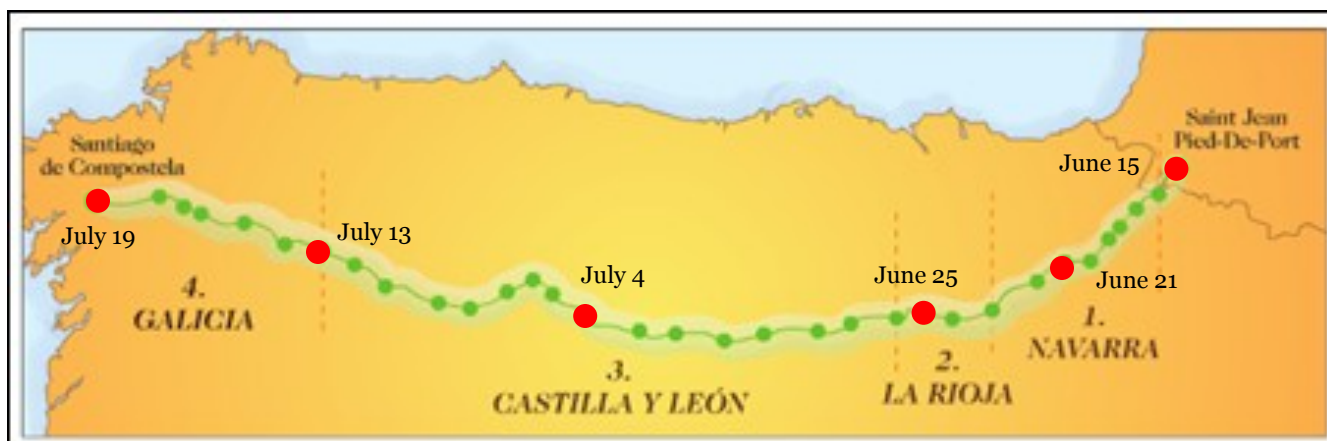 Santiago
de Compostela
July 19
4.
GALICIA
July 13
July 4
3.
CASTILLA Y LEÓN
June 25
2.
LA RIOJA
June 21
1.
NAVARRA
June 15
Saint Jean
Pied-De-Port